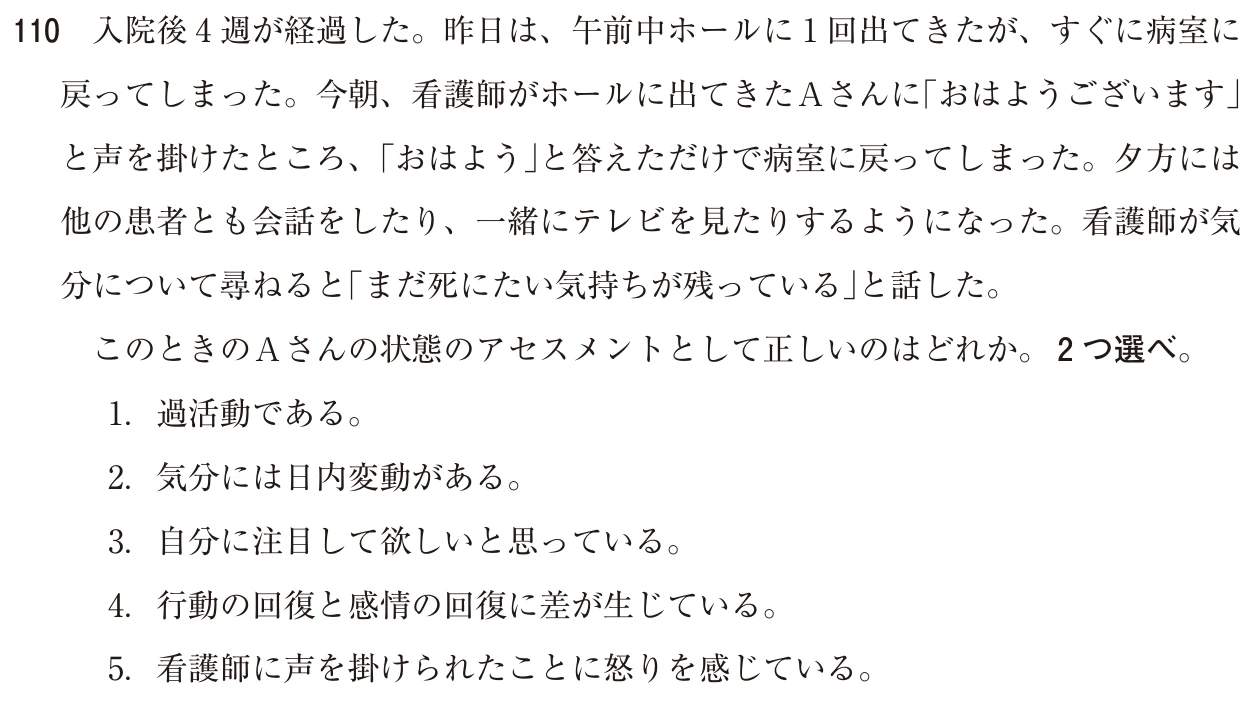 110　入院後 4 週が経過した。昨日は、午前中ホールに 1 回出てきたが、すぐに病室に
戻ってしまった。今朝、看護師がホールに出てきたＡさんに「おはようございます」
と声を掛けたところ、「おはよう」と答えただけで病室に戻ってしまった。夕方には
他の患者とも会話をしたり、一緒にテレビを見たりするようになった。看護師が気
分について尋ねると「まだ死にたい気持ちが残っている」と話した。
このときのＡさんの状態のアセスメントとして正しいのはどれか。2 つ選べ。
1. 過活動である。
2. 気分には日内変動がある。
3. 自分に注目して欲しいと思っている。
4. 行動の回復と感情の回復に差が生じている。
5. 看護師に声を掛けられたことに怒りを感じている。